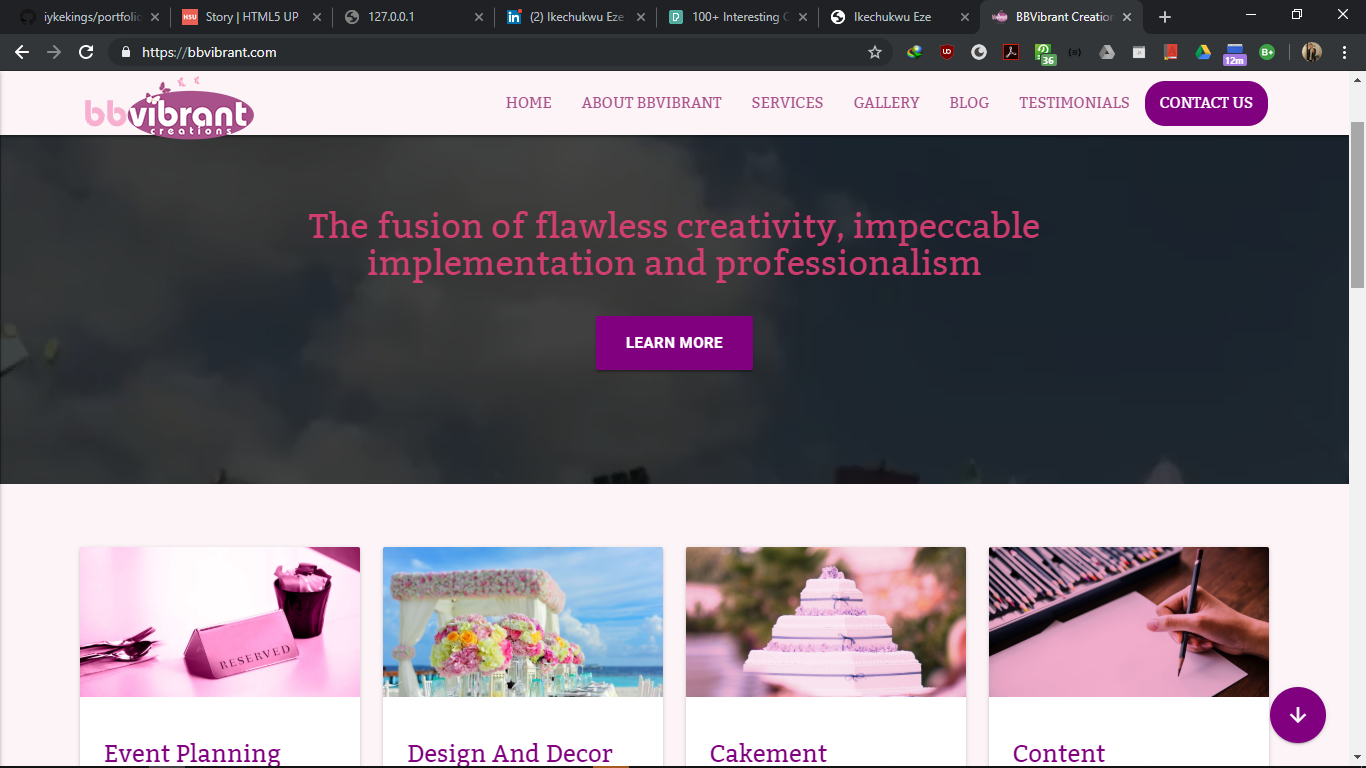 iykekings/portfolio
Story | HTML5 UP
127.0.0.1
(2) Ikechukwu Eze
100+ Interesting
Ikechukwu Eze
BBVibrant Creation
https://bbvibrant.com
36
12m
B+
bbvibrant
creations
HOME
ABOUT BBVIBRANT
SERVICES
GALLERY
BLOG
TESTIMONIALS
CONTACT US
The fusion of flawless creativity, impeccable
implementation and professionalism
LEARN MORE
RESERVED
Event Planning
Design And Decor
Cakement
Content